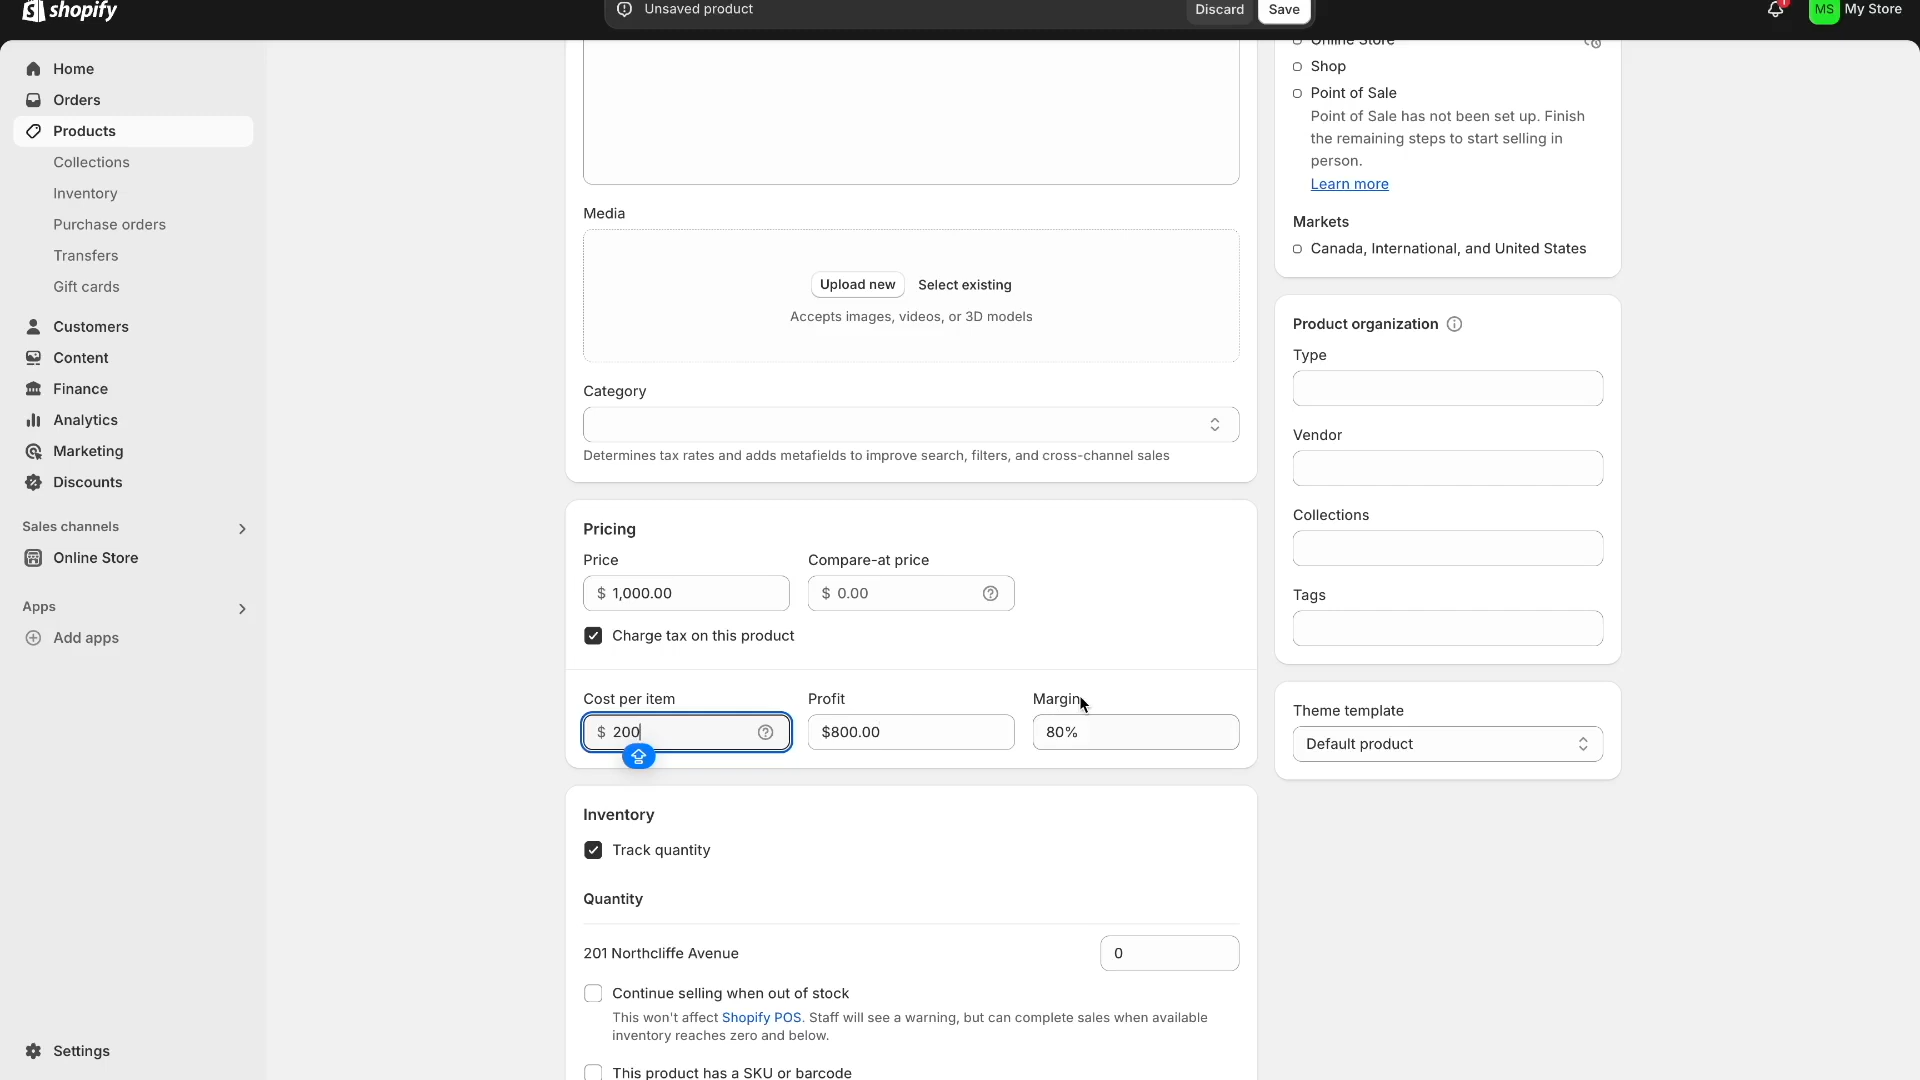 shopify
Unsaved product
Discard
Save
1
MS
My Store
Home
Orders
Products
Collections
Inventory
Purchase orders
Transfers
Gift cards
Customers
Content
Finance
Analytics
Marketing
Discounts
Sales channels
Online Store
Apps
Add apps
Settings
Media
Upload new
Select existing
Accepts images, videos, or 3D models
Category
Determines tax rates and adds metafields to improve search, filters, and cross-channel sales
Pricing
Price
Compare-at price
$ 1,000.00
$ 0.00
Charge tax on this product
Cost per item
Profit
Margin
$ 200
$800.00
80%
Inventory
Track quantity
Quantity
201 Northcliffe Avenue
0
Continue selling when out of stock
This won't affect Shopify POS. Staff will see a warning, but can complete sales when available
inventory reaches zero and below.
This product has a SKU or barcode
Online Store
Shop
Point of Sale
Point of Sale has not been set up. Finish
the remaining steps to start selling in
person.
Learn more
Markets
Canada, International, and United States
Product organization
Type
Vendor
Collections
Tags
Theme template
Default product